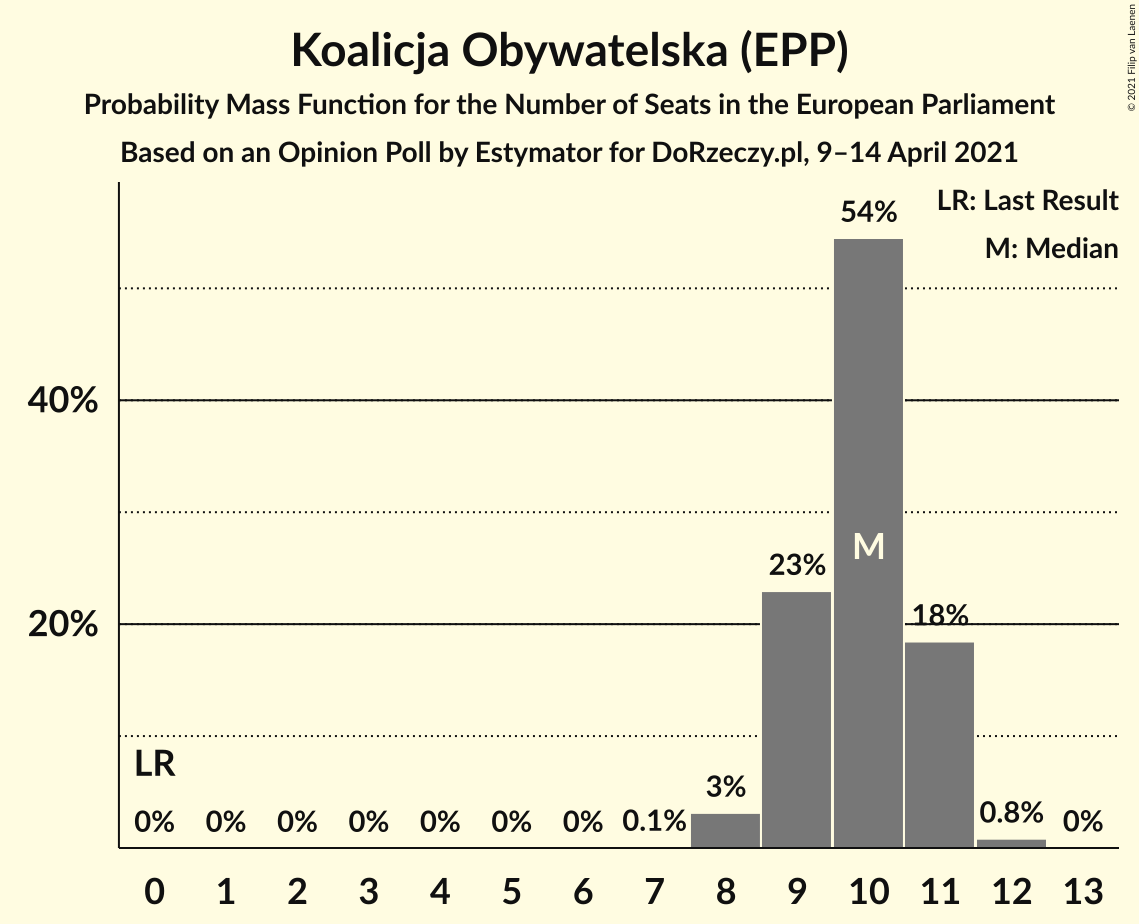 Koalicja Obywatelska (EPP)
Probability Mass Function for the Number of Seats in the European Parliament
Based on an Opinion Poll by Estymator for DoRzeczy.pl, 9–14 April 2021
© 2021 Filip van Laenen
LR: Last Result
M: Median
54%
40%
M
23%
20%
18%
LR
3%
0% 0% 0% 0% 0% 0% 0% 0.1% 0.8% 0%
0 1 2 3 4 5 6 7 8 9 10 11 12 13